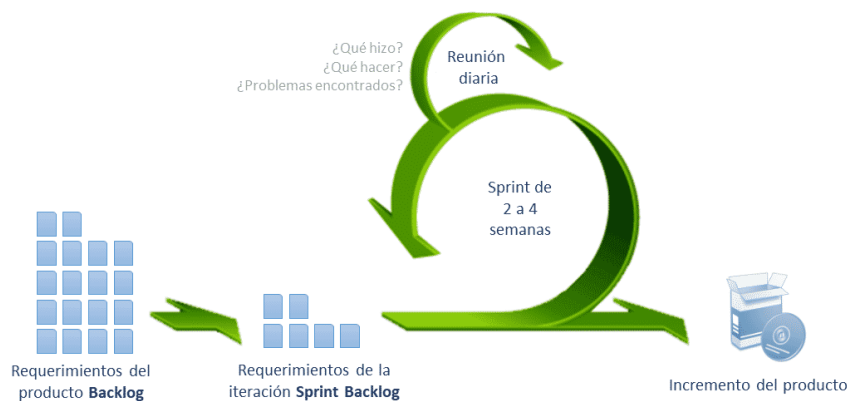 ¿Qué hizo?
¿Qué hacer?
¿Problemas encontrados?
Reunión
diaria
Sprint de
2 a 4
semanas
Requerimientos del
producto Backlog
Requerimientos de la
iteración Sprint Backlog
Incremento del producto